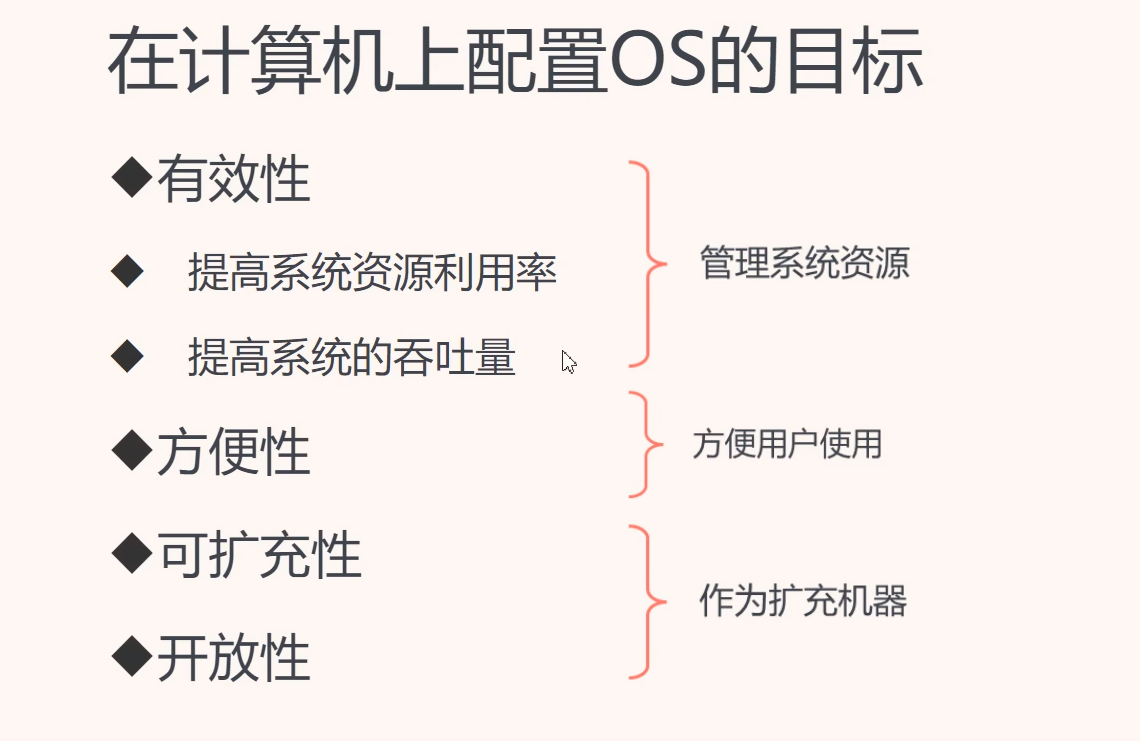 在计算机上配置OS的目标
◆有效性
◆ 提高系统资源利用率
管理系统资源
◆ 提高系统的吞吐量
◆方便性
方便用户使用
◆可扩充性
作为扩充机器
◆开放性